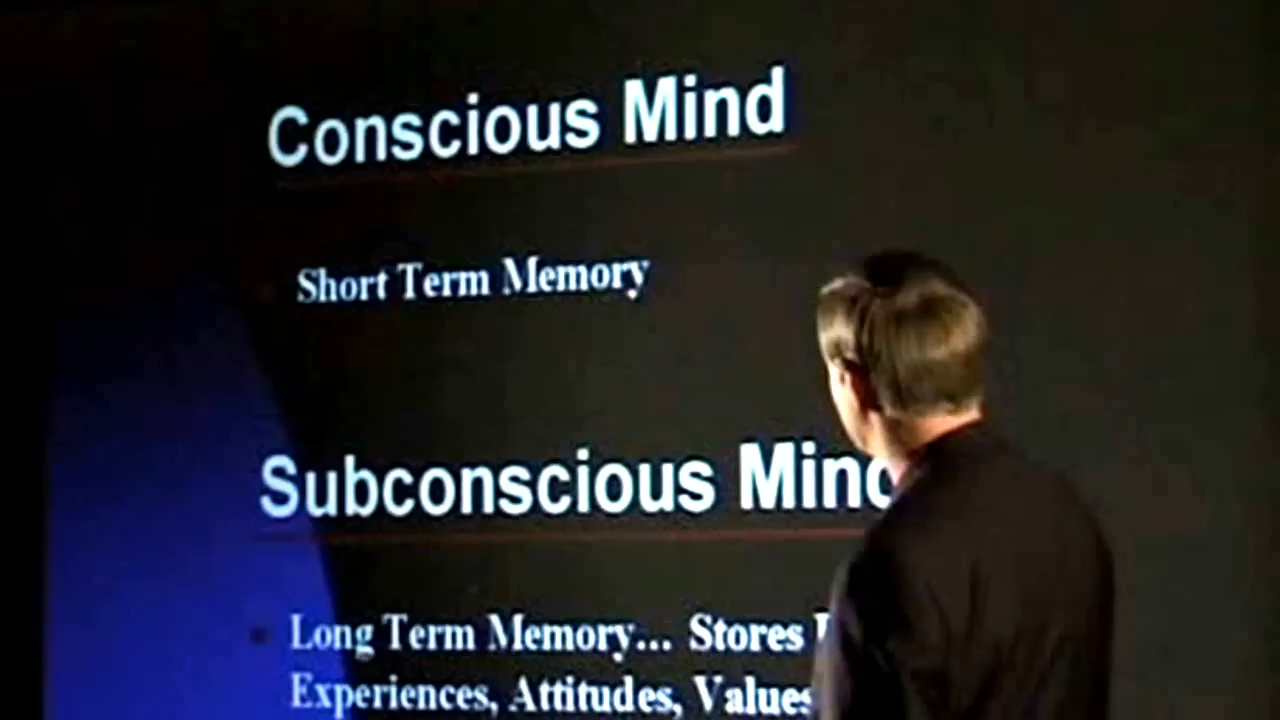 Conscious Mind
Short Term Memory
Subconscious Mind
Long Term Memory... Stores
Experiences, Attitudes, Values